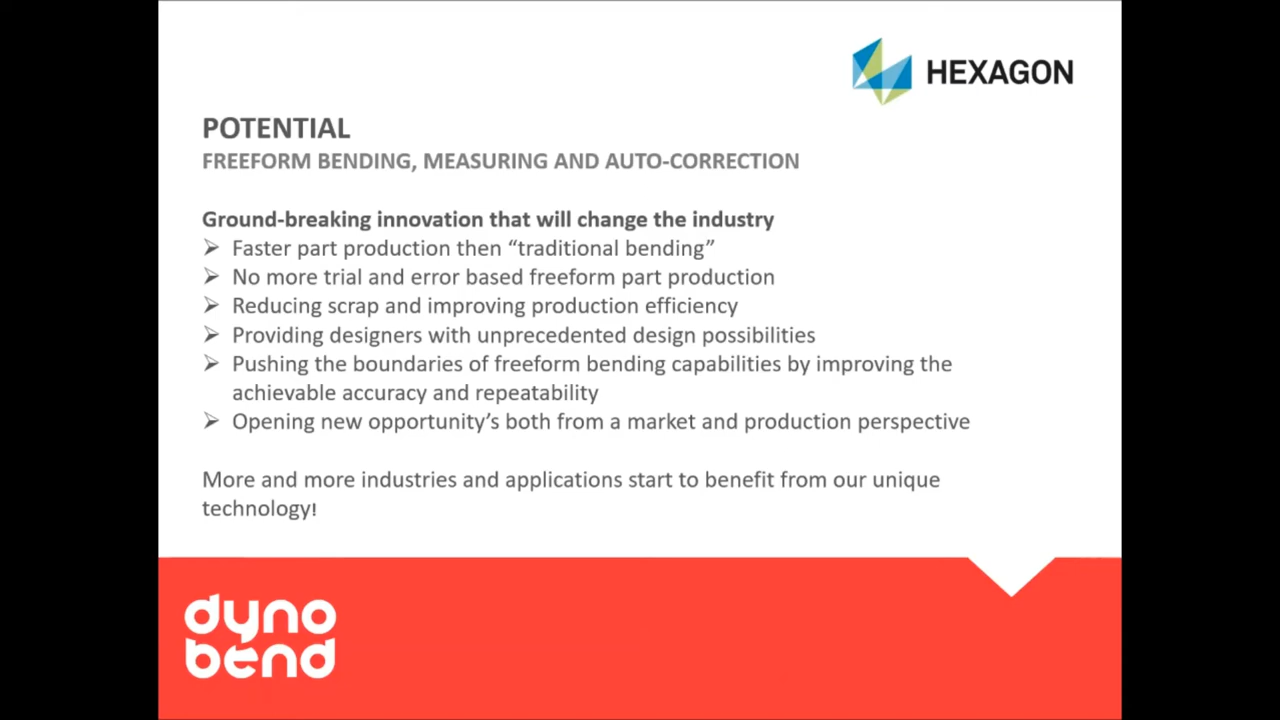 HEXAGON
POTENTIAL
FREEFORM BENDING, MEASURING AND AUTO-CORRECTION
Ground-breaking innovation that will change the industry
➢ Faster part production then “traditional bending”
➢ No more trial and error based freeform part production
➢ Reducing scrap and improving production efficiency
➢ Providing designers with unprecedented design possibilities
➢ Pushing the boundaries of freeform bending capabilities by improving the
achievable accuracy and repeatability
➢ Opening new opportunity’s both from a market and production perspective
More and more industries and applications start to benefit from our unique
technology!
dyno
bend